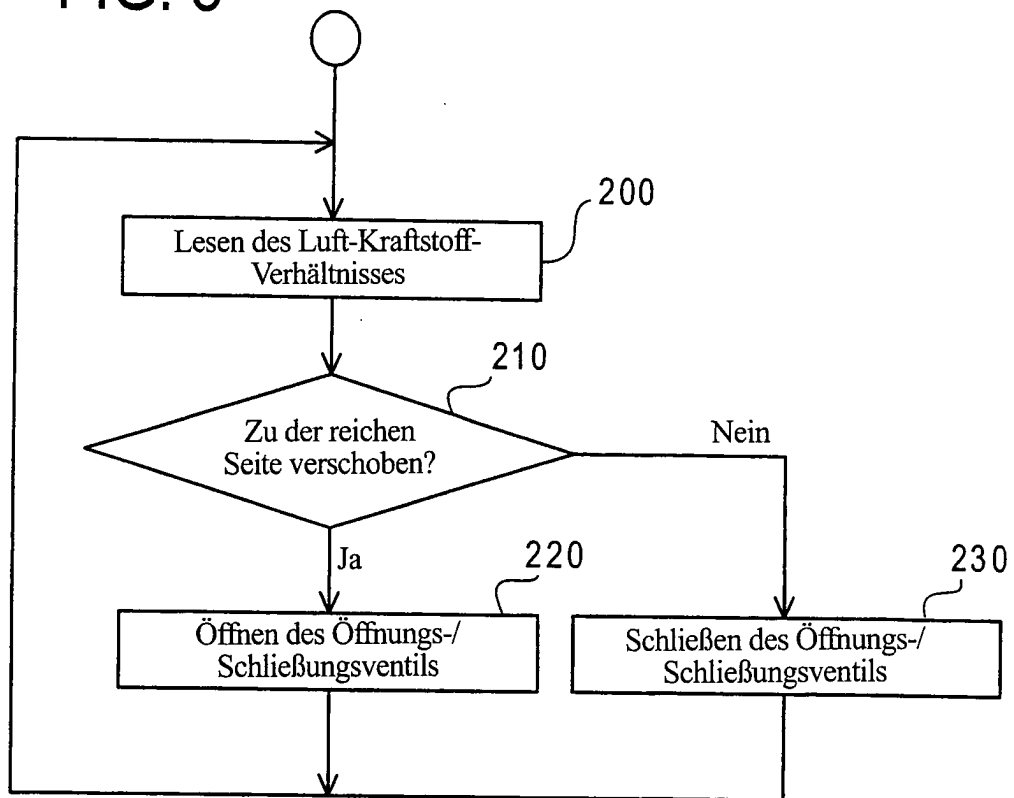 200
Lesen des Luft-Kraftstoff-
Verhältnisses
210
Zu der reichen
Seite verschoben?
Nein
Ja
220
230
Öffnen des Öffnungs-/
Schließungsventils
Schließen des Öffnungs-/
Schließungsventils